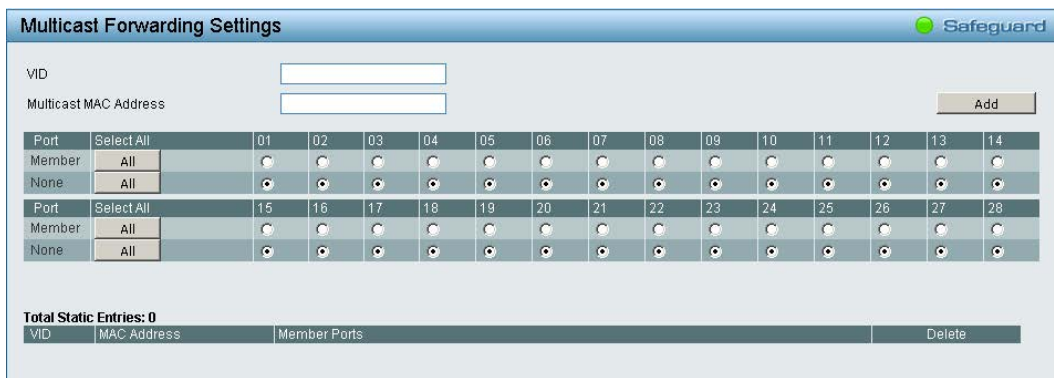 Multicast Forwarding Settings Safeguard
VID
Multicast MAC Address Add
Port Select All 01 02 03 04 05 06 07 08 09 10 11 12 13 14
Member All
None All
Port Select All 15 16 17 18 19 20 21 22 23 24 25 26 27 28
Member All
None All
Total Static Entries: 0
VID MAC Address Member Ports Delete